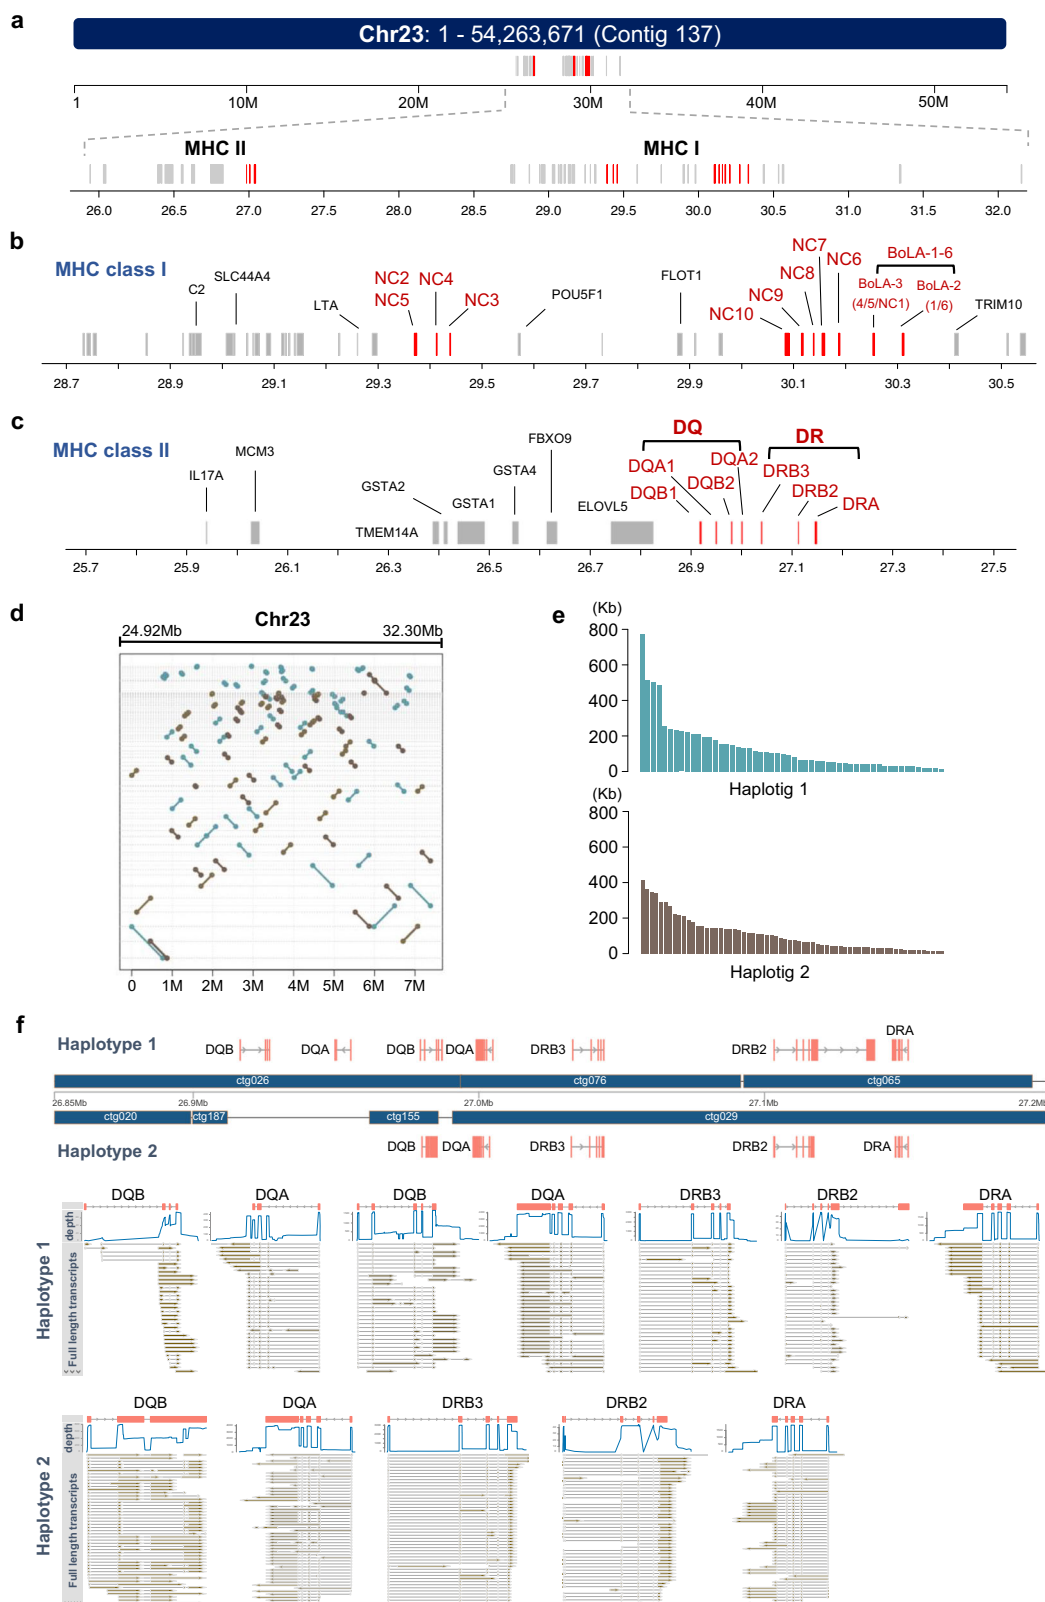 a
Chr23: 1 - 54,263,671 (Contig 137)
1 10M 20M 30M 40M 50M
MHC II MHC I
26.0 26.5 27.0 27.5 28.0 28.5 29.0 29.5 30.0 30.5 31.0 31.5 32.0
b
MHC class I
C2 SLC44A4 LTA NC2 NC5 NC4 NC3 POU5F1 FLOT1 NC10 NC9 NC8 NC7 NC6 BoLA-1-6
BoLA-3 (4/5/NC1) BoLA-2 (1/6) TRIM10
28.7 28.9 29.1 29.3 29.5 29.7 29.9 30.1 30.3 30.5
c
MHC class II
IL17A MCM3 TMEM14A GSTA2 GSTA1 GSTA4 FBXO9 ELOVL5
DQ DR
DQB1 DQA1 DQB2 DQA2 DRB3 DRB2 DRA
25.7 25.9 26.1 26.3 26.5 26.7 26.9 27.1 27.3 27.5
d
Chr23
24.92Mb 32.30Mb
0 1M 2M 3M 4M 5M 6M 7M
e
(Kb)
800
600
400
200
0
Haplotig 1
(Kb)
800
600
400
200
0
Haplotig 2
f
Haplotype 1
DQB DQA DQB DQA DRB3 DRB2 DRA
ctg026 ctg076 ctg065
26.85Mb 26.9Mb 27.0Mb 27.1Mb 27.2Mb
ctg020 ctg187 ctg155 ctg029
Haplotype 2
DQB DQA DRB3 DRB2 DRA
DQB DQA DQB DQA DRB3 DRB2 DRA
Haplotype 1
depth
Full length transcripts
DQB DQA DRB3 DRB2 DRA
Haplotype 2
depth
Full length transcripts